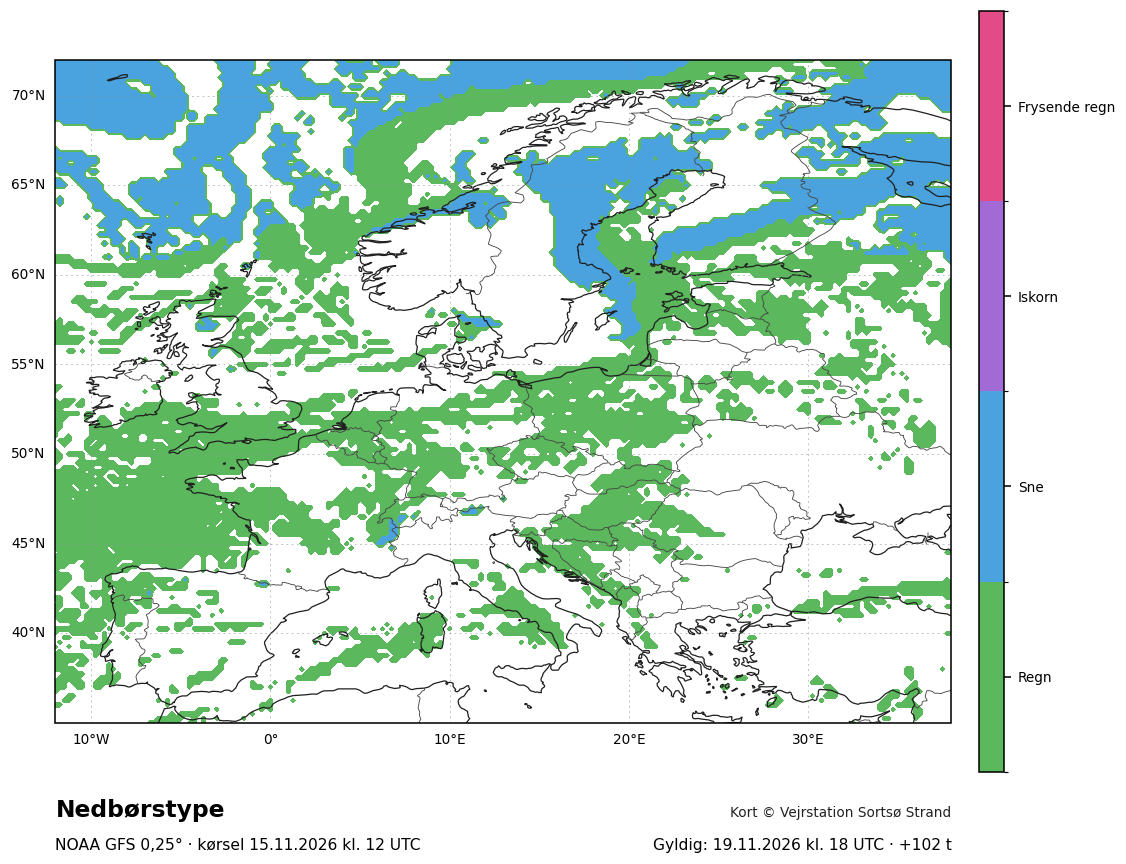 70°N
65°N
60°N
55°N
50°N
45°N
40°N
10°W
0°
10°E
20°E
30°E
Frysende regn
Iskorn
Sne
Regn
Nedbørstype
Kort © Vejrstation Sortsø Strand
NOAA GFS 0,25° · kørsel 15.11.2026 kl. 12 UTC
Gyldig: 19.11.2026 kl. 18 UTC · +102 t